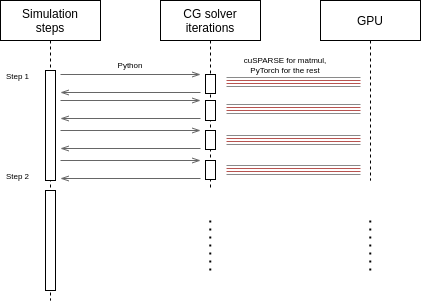 Simulation
steps
CG solver
iterations
GPU
Python
cuSPARSE for matmul,
PyTorch for the rest
Step 1
Step 2